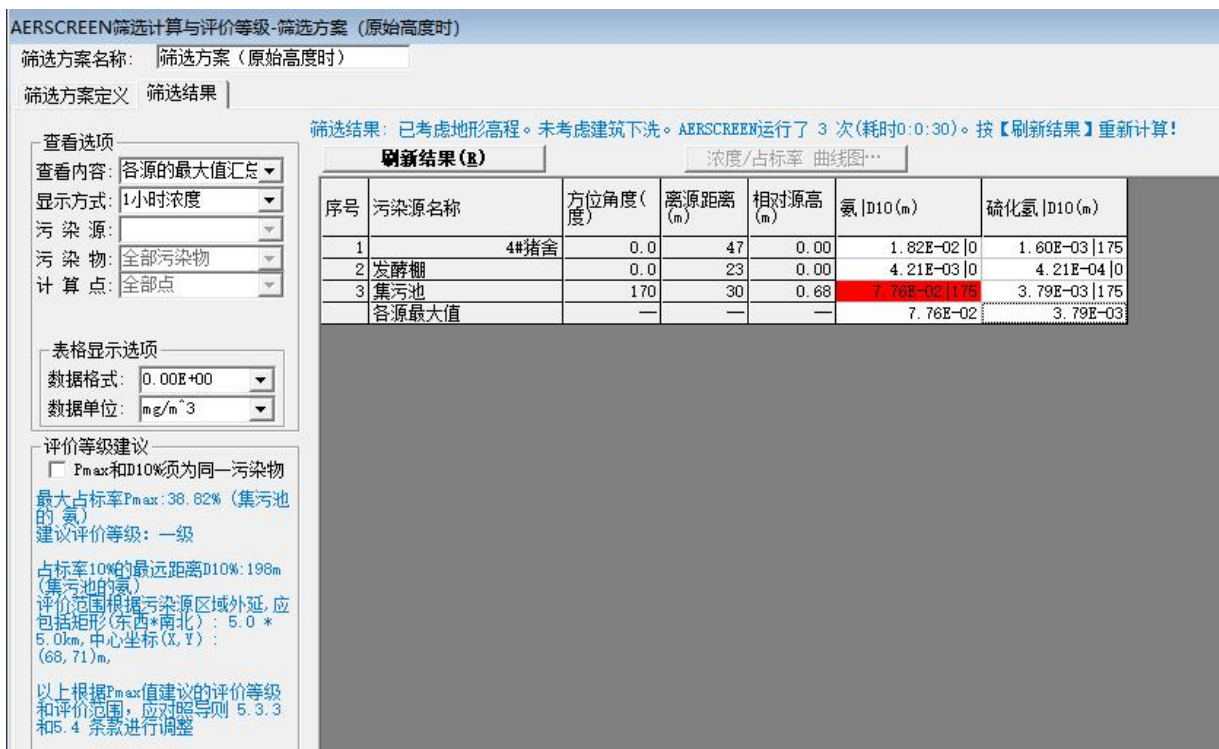 AERSCREEN筛选计算与评价等级-筛选方案（原始高度时）
筛选方案名称: 筛选方案（原始高度时）
筛选方案定义 筛选结果
查看选项
查看内容: 各源的最大值汇总
显示方式: 1小时浓度
污 染 源:
污 染 物: 全部污染物
计 算 点: 全部点
表格显示选项
数据格式: 0.00E+00
数据单位: mg/m^3
评价等级建议
Pmax和D10%须为同一污染物
最大占标率Pmax:38.82% (集污池
的 氨)
建议评价等级: 一级
占标率10%的最远距离D10%:198m
(集污池的氨)
评价范围根据污染源区域外延,应
包括矩形(东西*南北) : 5.0 *
5.0km,中心坐标(X,Y) :
(68,71)m,
以上根据Pmax值建议的评价等级
和评价范围，应对照导则 5.3.3
和5.4 条款进行调整
筛选结果: 已考虑地形高程。未考虑建筑下洗。AERSCREEN运行了 3 次(耗时0:0:30)。按【刷新结果】重新计算!
刷新结果(R) 浓度/占标率 曲线图…
序号 污染源名称 方位角度(度) 离源距离(m) 相对源高(m) 氨|D10(m) 硫化氢|D10(m)
1 4#猪舍 0.0 47 0.00 1.82E-02|0 1.60E-03|175
2 发酵棚 0.0 23 0.00 4.21E-03|0 4.21E-04|0
3 集污池 170 30 0.68 7.76E-02|175 3.79E-03|175
各源最大值 — — — 7.76E-02 3.79E-03